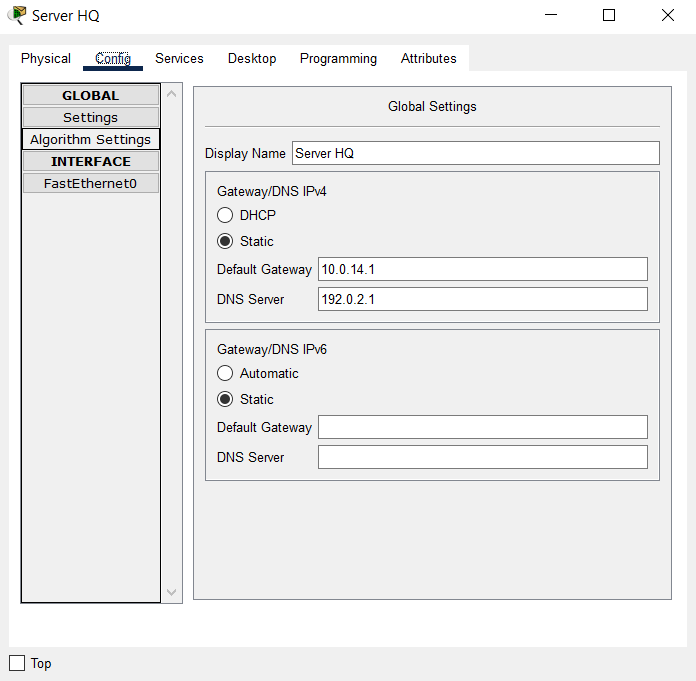 Server HQ
Physical Config Services Desktop Programming Attributes
GLOBAL
Settings
Algorithm Settings
INTERFACE
FastEthernet0
Global Settings
Display Name Server HQ
Gateway/DNS IPv4
DHCP
Static
Default Gateway 10.0.14.1
DNS Server 192.0.2.1
Gateway/DNS IPv6
Automatic
Static
Default Gateway
DNS Server
Top